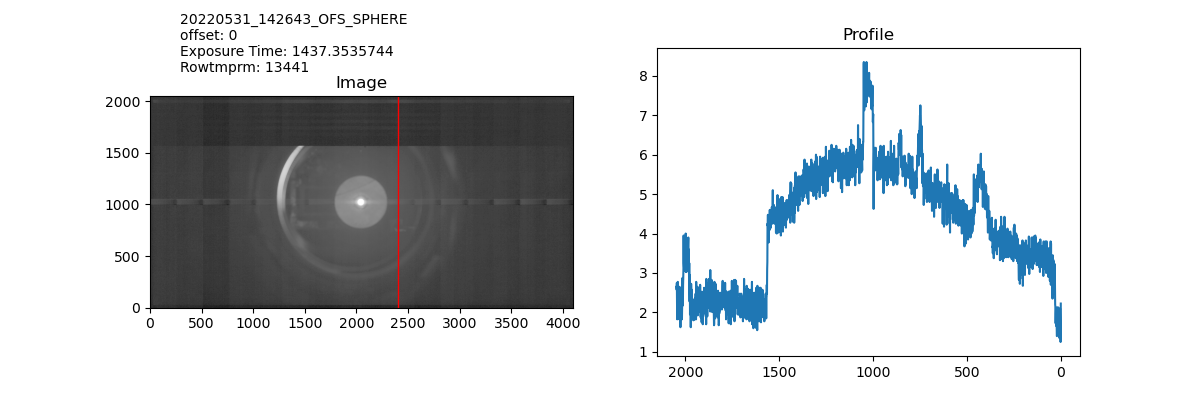 20220531_142643_OFS_SPHERE
offset: 0
Exposure Time: 1437.3535744
Rowtmprm: 13441
Image
2000
1500
1000
500
0
0 500 1000 1500 2000 2500 3000 3500 4000
Profile
8
7
6
5
4
3
2
1
2000 1500 1000 500 0